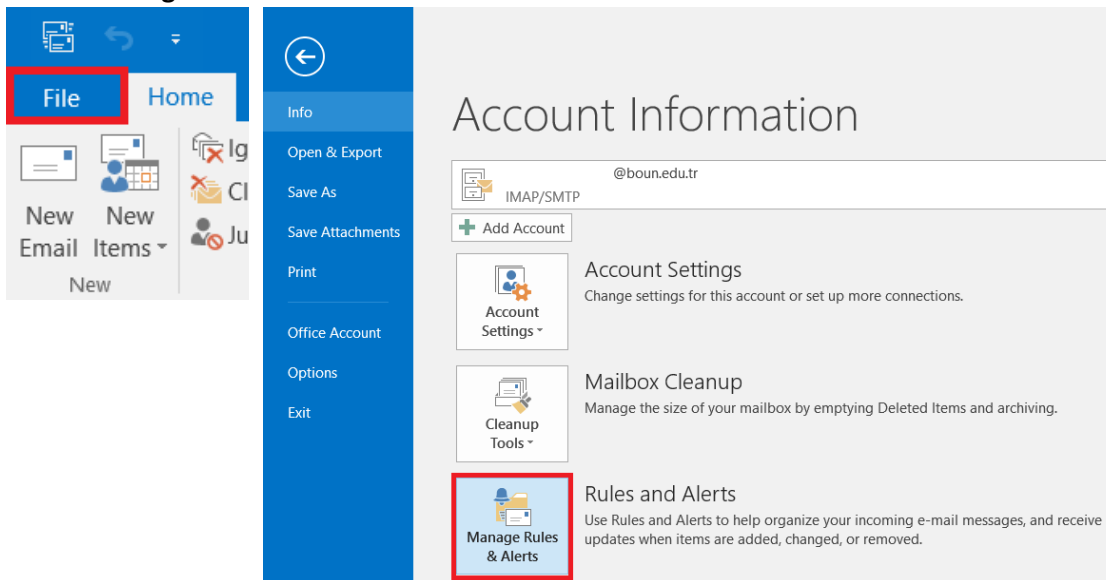 File Home
Ig
Cl
Ju
New
Email
New
Items
New
Info
Open & Export
Save As
Save Attachments
Print
Office Account
Options
Exit
Account Information
@boun.edu.tr
IMAP/SMTP
Add Account
Account
Settings
Account Settings
Change settings for this account or set up more connections.
Cleanup
Tools
Mailbox Cleanup
Manage the size of your mailbox by emptying Deleted Items and archiving.
Manage Rules
& Alerts
Rules and Alerts
Use Rules and Alerts to help organize your incoming e-mail messages, and receive
updates when items are added, changed, or removed.